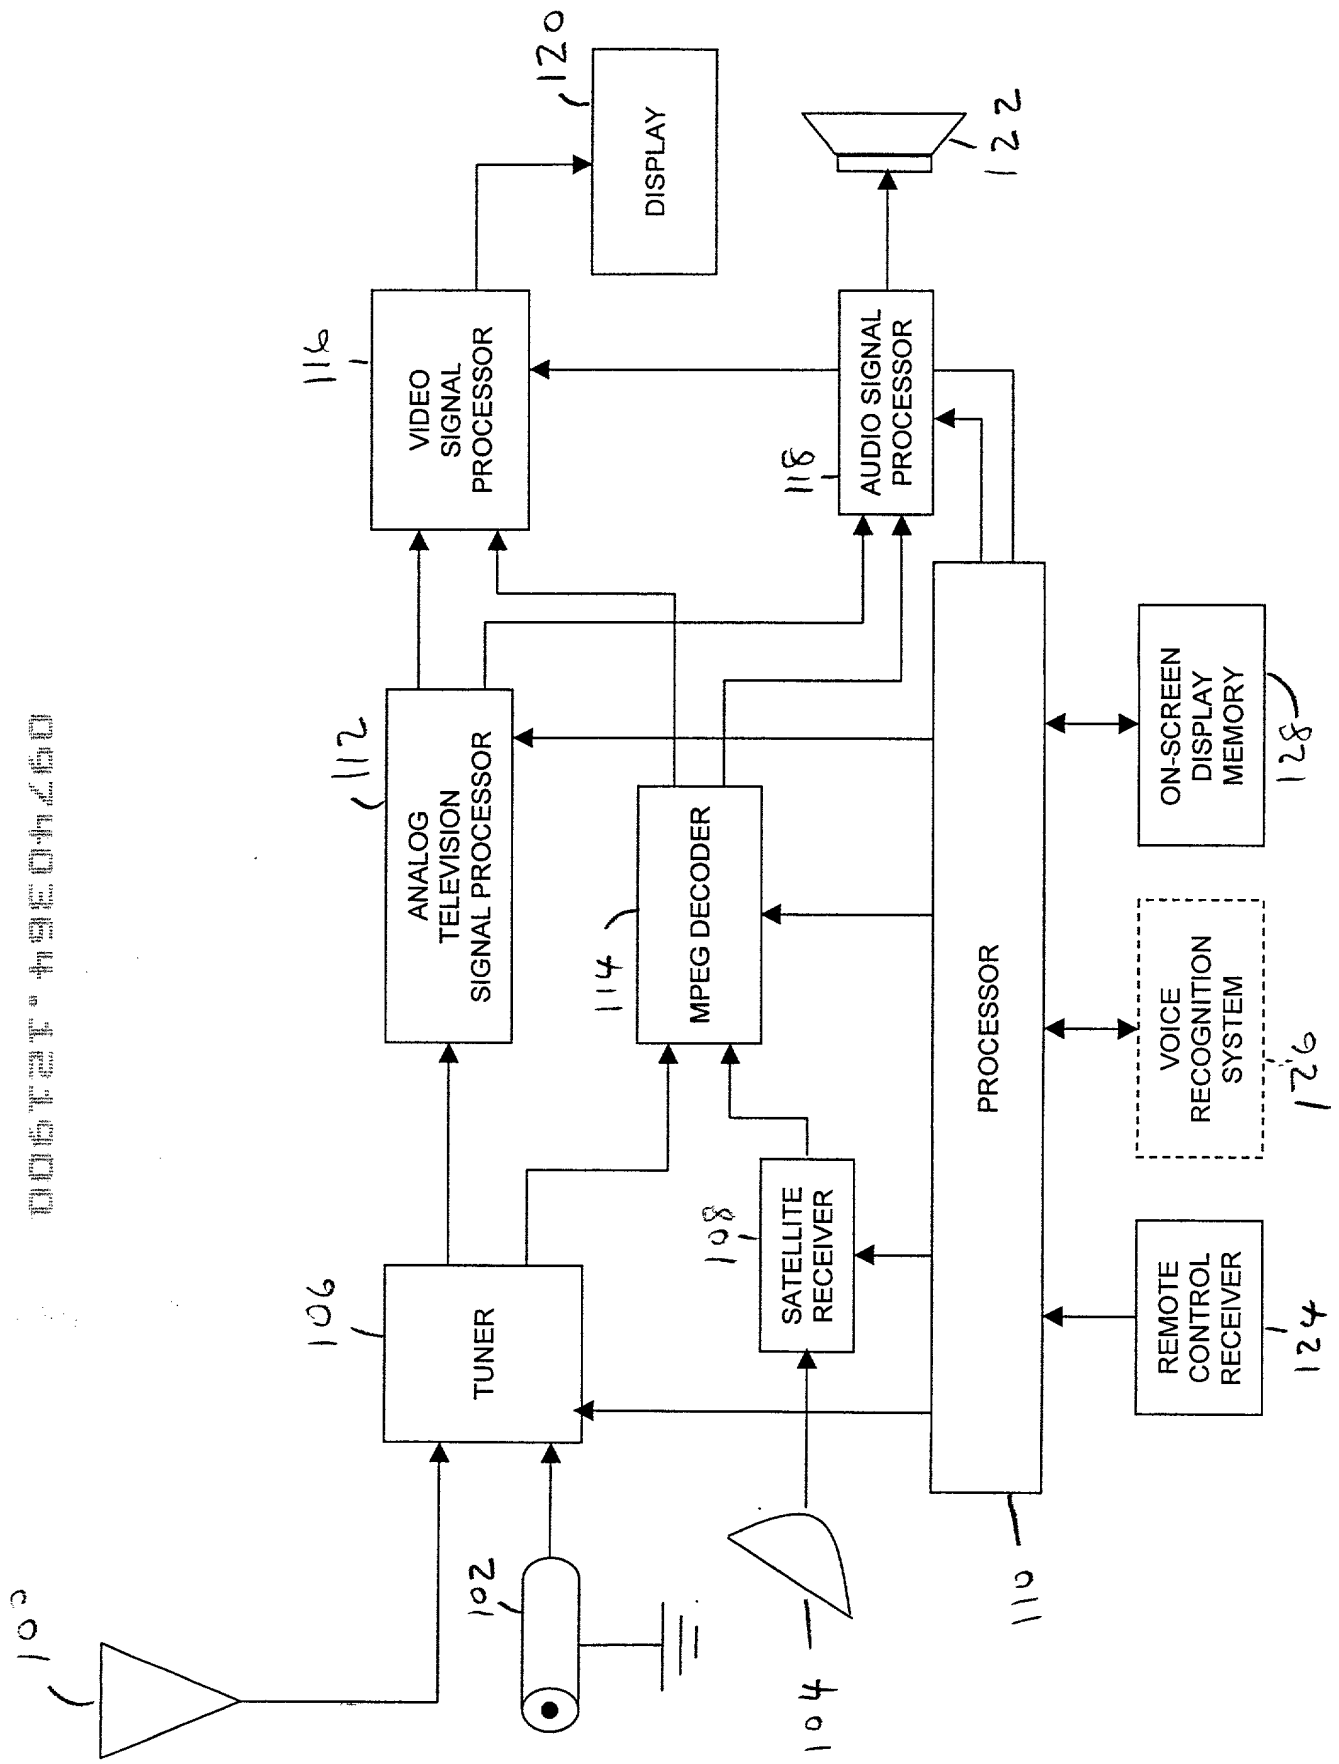 100
102
104
106
TUNER
108
SATELLITE
RECEIVER
110
PROCESSOR
112
ANALOG
TELEVISION
SIGNAL PROCESSOR
114
MPEG DECODER
116
VIDEO
SIGNAL
PROCESSOR
118
AUDIO SIGNAL
PROCESSOR
120
DISPLAY
122
REMOTE
CONTROL
RECEIVER
124
VOICE
RECOGNITION
SYSTEM
126
ON-SCREEN
DISPLAY
MEMORY
128